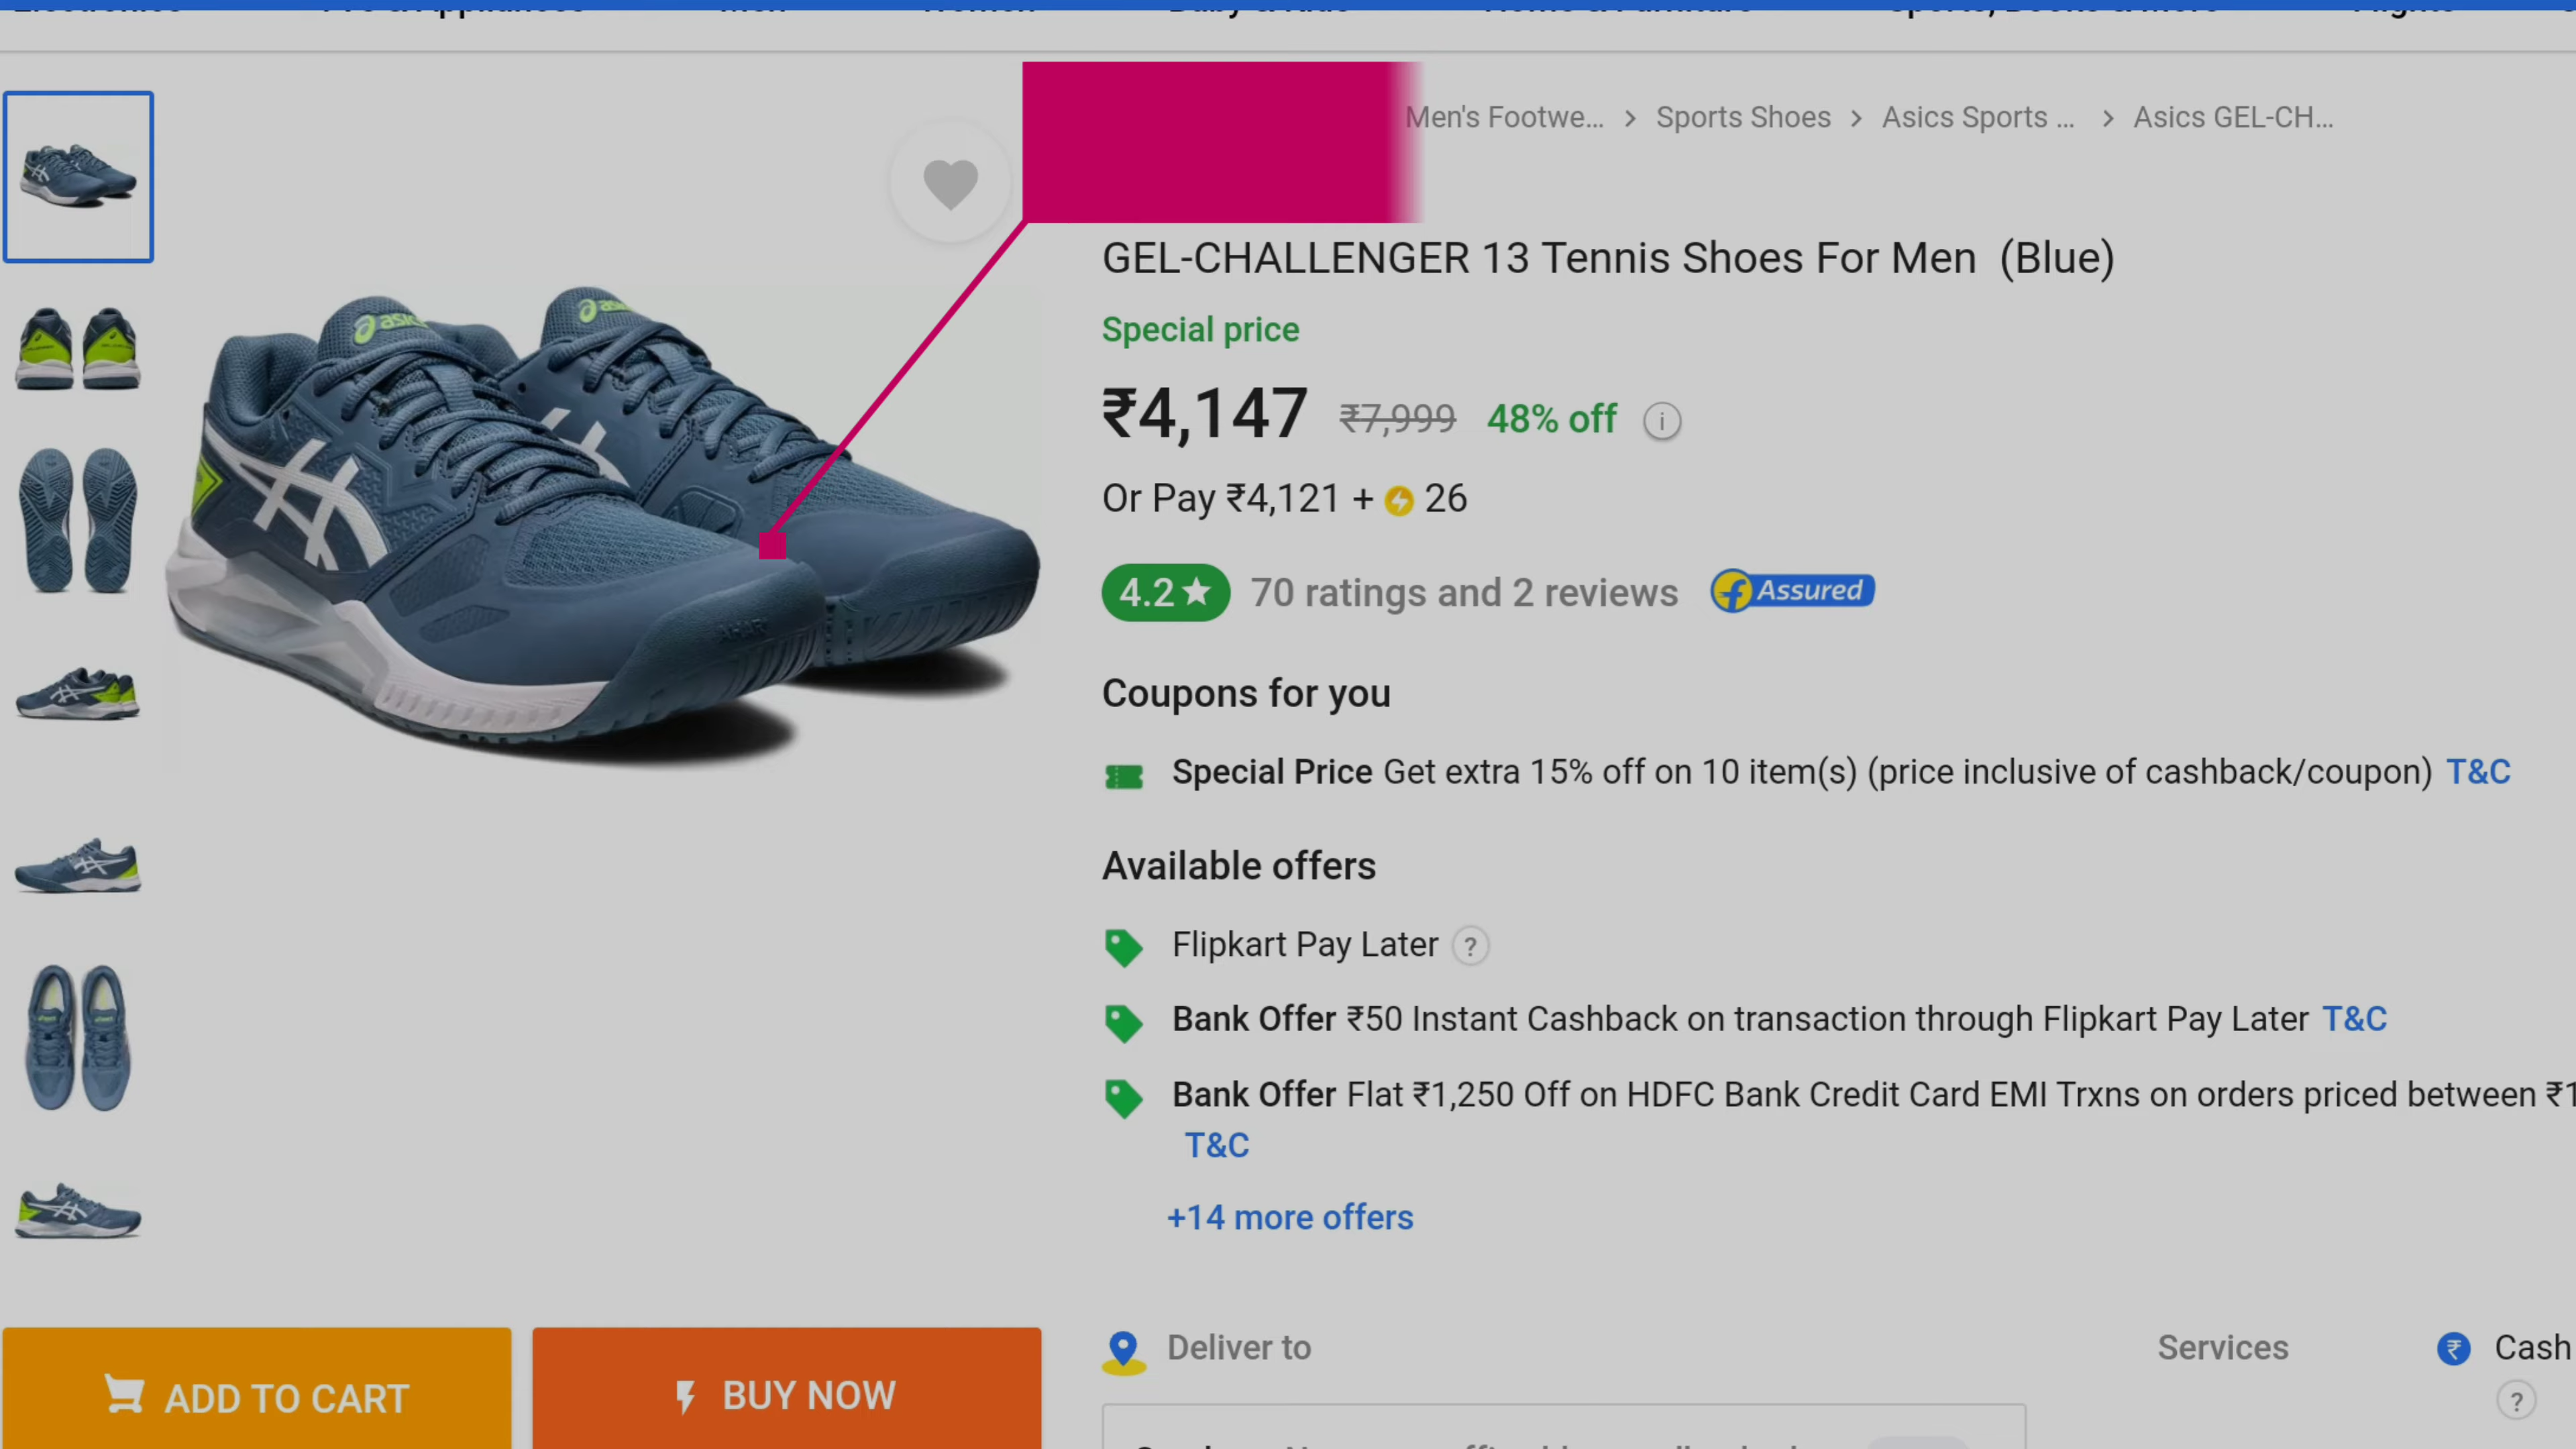 Men's Footwe... > Sports Shoes > Asics Sports ... > Asics GEL-CH...
GEL-CHALLENGER 13 Tennis Shoes For Men (Blue)
Special price
₹4,147 ₹7,999 48% off i
Or Pay ₹4,121 + 26
4.2★ 70 ratings and 2 reviews f Assured
Coupons for you
Special Price Get extra 15% off on 10 item(s) (price inclusive of cashback/coupon) T&C
Available offers
Flipkart Pay Later ?
Bank Offer ₹50 Instant Cashback on transaction through Flipkart Pay Later T&C
Bank Offer Flat ₹1,250 Off on HDFC Bank Credit Card EMI Trxns on orders priced between ₹1
T&C
+14 more offers
ADD TO CART
BUY NOW
Deliver to
Services
₹ Cash
?
AHAR